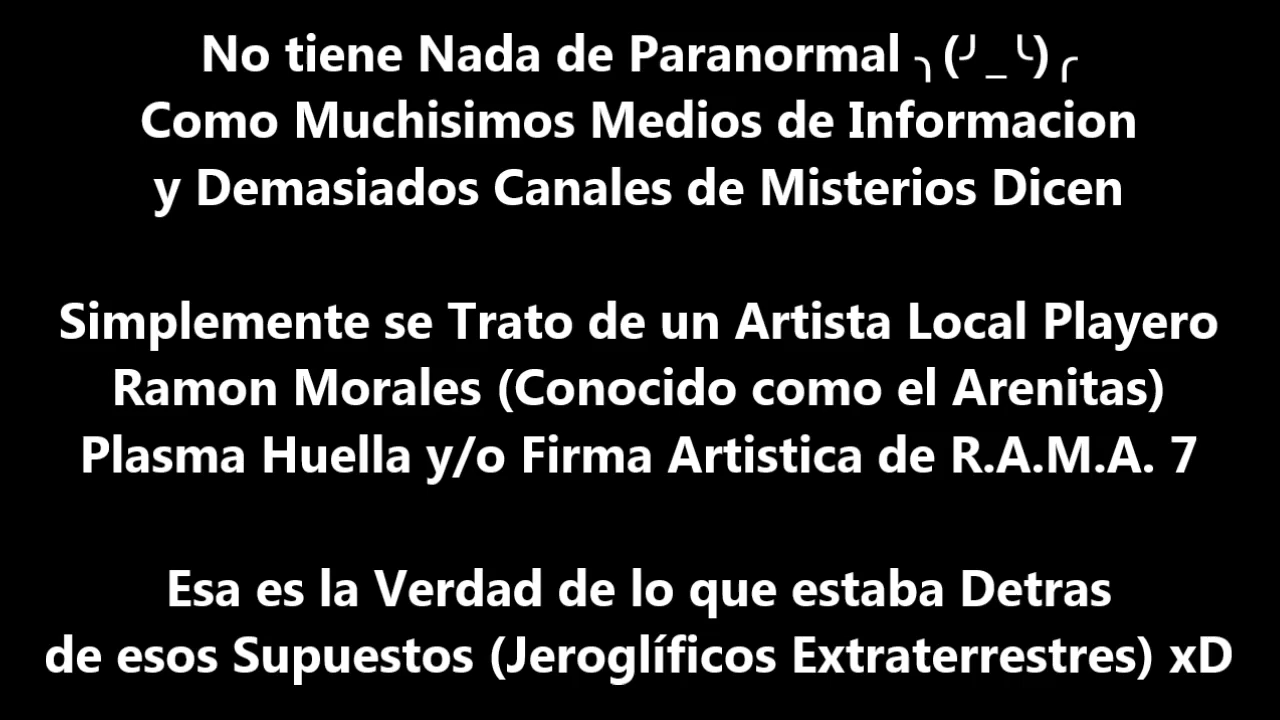 No tiene Nada de Paranormal ╮(╯_╰)╭
Como Muchisimos Medios de Informacion
y Demasiados Canales de Misterios Dicen
Simplemente se Trato de un Artista Local Playero
Ramon Morales (Conocido como el Arenitas)
Plasma Huella y/o Firma Artistica de R.A.M.A. 7
Esa es la Verdad de lo que estaba Detras
de esos Supuestos (Jeroglíficos Extraterrestres) xD